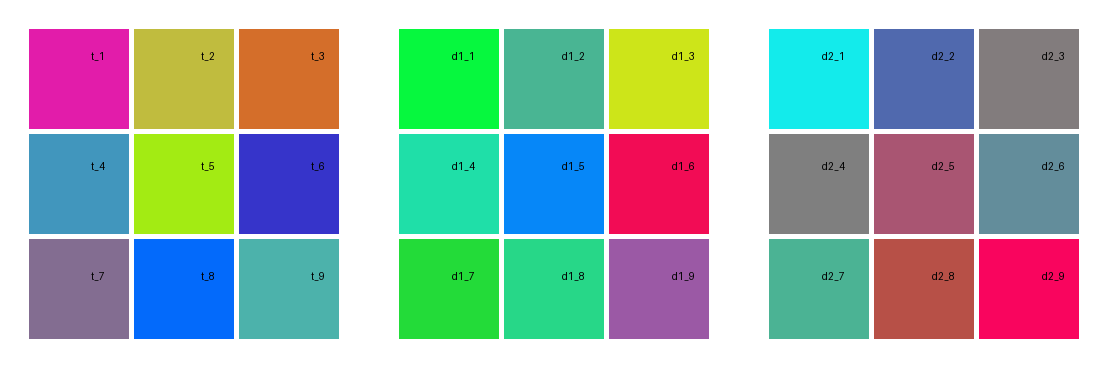 t_1 t_2 t_3 d1_1 d1_2 d1_3 d2_1 d2_2 d2_3
t_4 t_5 t_6 d1_4 d1_5 d1_6 d2_4 d2_5 d2_6
t_7 t_8 t_9 d1_7 d1_8 d1_9 d2_7 d2_8 d2_9